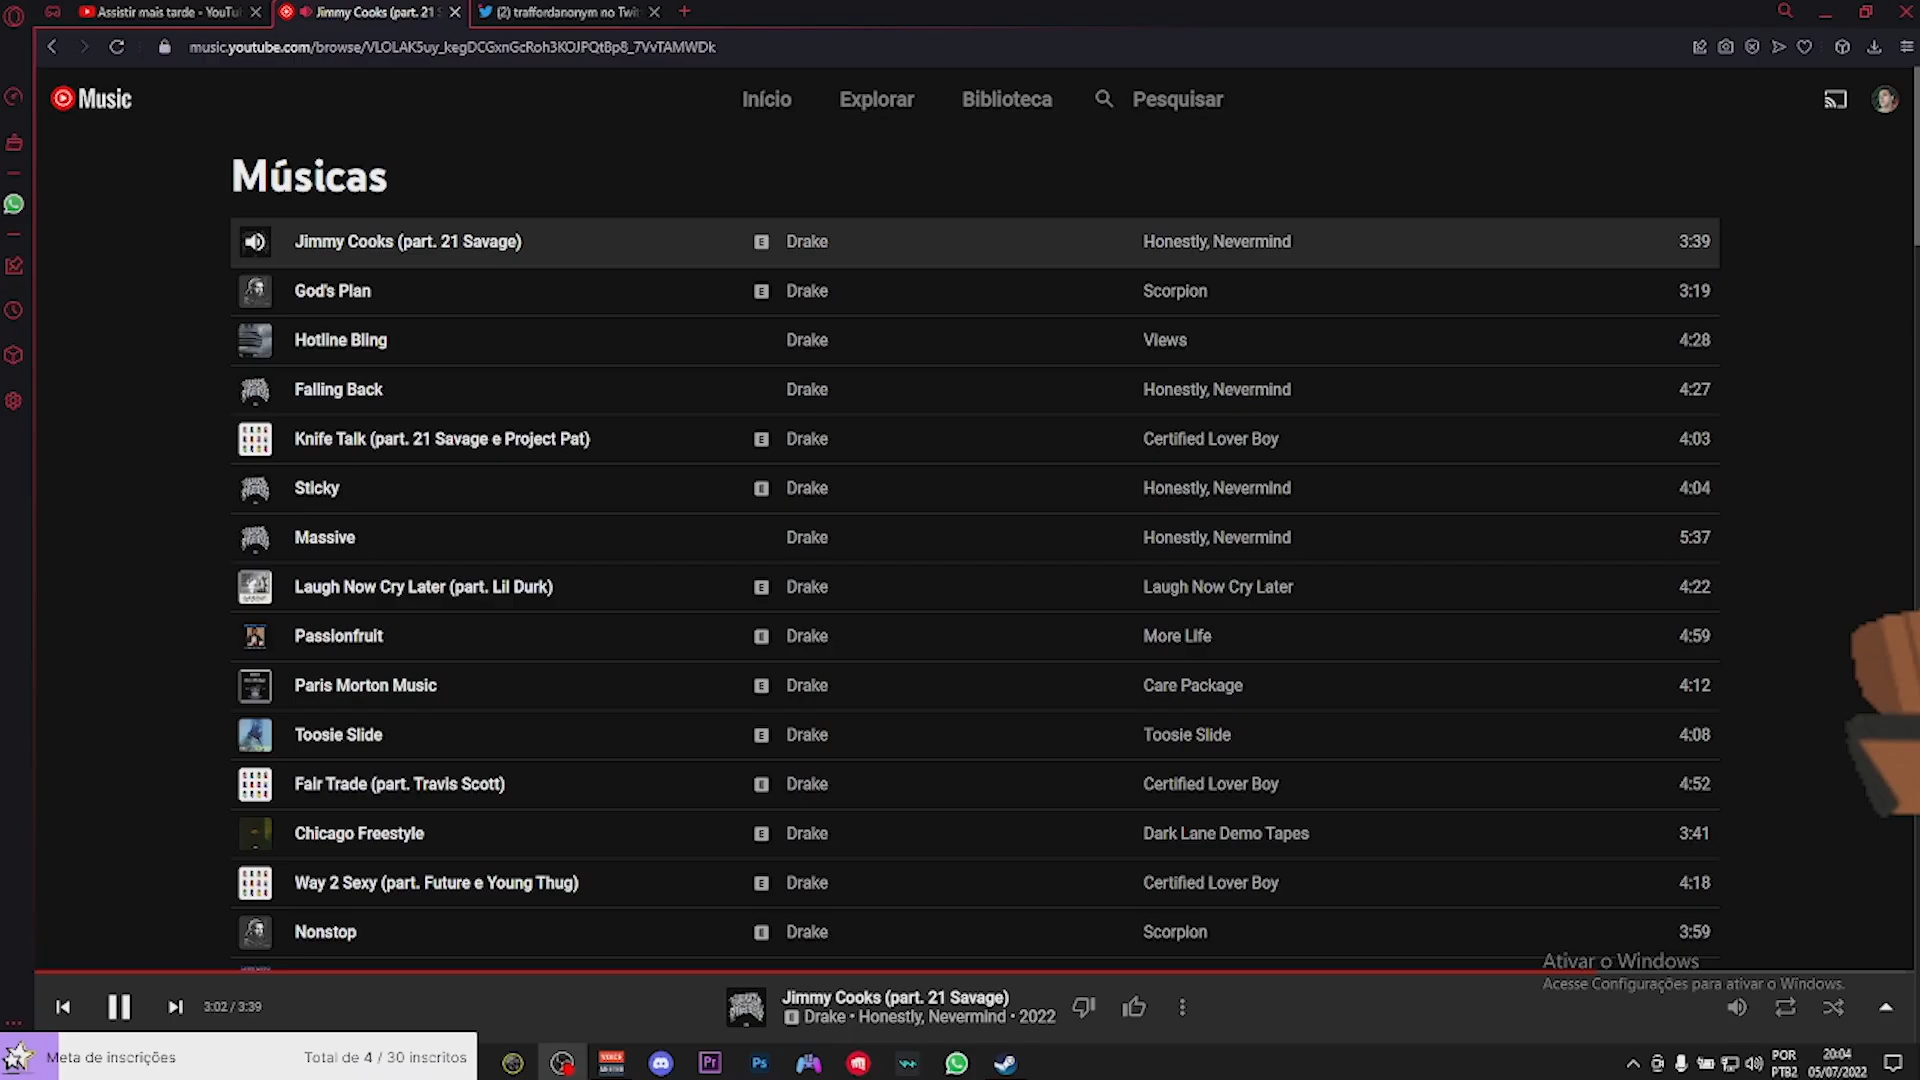 Assistir mais tarde - YouTu
Jimmy Cooks (part. 21 S
(2) traffordanonym no Twit
music.youtube.com/browse/VLOLAK5uy_kegDCGxnGcRoh3KOJPQtBp8_7VvTAMWDk
Music
Início
Explorar
Biblioteca
Pesquisar
Músicas
Jimmy Cooks (part. 21 Savage) E Drake Honestly, Nevermind 3:39
God's Plan E Drake Scorpion 3:19
Hotline Bling Drake Views 4:28
Falling Back Drake Honestly, Nevermind 4:27
Knife Talk (part. 21 Savage e Project Pat) E Drake Certified Lover Boy 4:03
Sticky E Drake Honestly, Nevermind 4:04
Massive Drake Honestly, Nevermind 5:37
Laugh Now Cry Later (part. Lil Durk) E Drake Laugh Now Cry Later 4:22
Passionfruit E Drake More Life 4:59
Paris Morton Music E Drake Care Package 4:12
Toosie Slide E Drake Toosie Slide 4:08
Fair Trade (part. Travis Scott) E Drake Certified Lover Boy 4:52
Chicago Freestyle E Drake Dark Lane Demo Tapes 3:41
Way 2 Sexy (part. Future e Young Thug) E Drake Certified Lover Boy 4:18
Nonstop E Drake Scorpion 3:59
Ativar o Windows
Acesse Configurações para ativar o Windows.
3:02 / 3:39
Jimmy Cooks (part. 21 Savage)
E Drake • Honestly, Nevermind • 2022
Meta de inscrições
Total de 4 / 30 inscritos
Pr
Ps
POR
PTB2
20:04
05/07/2022